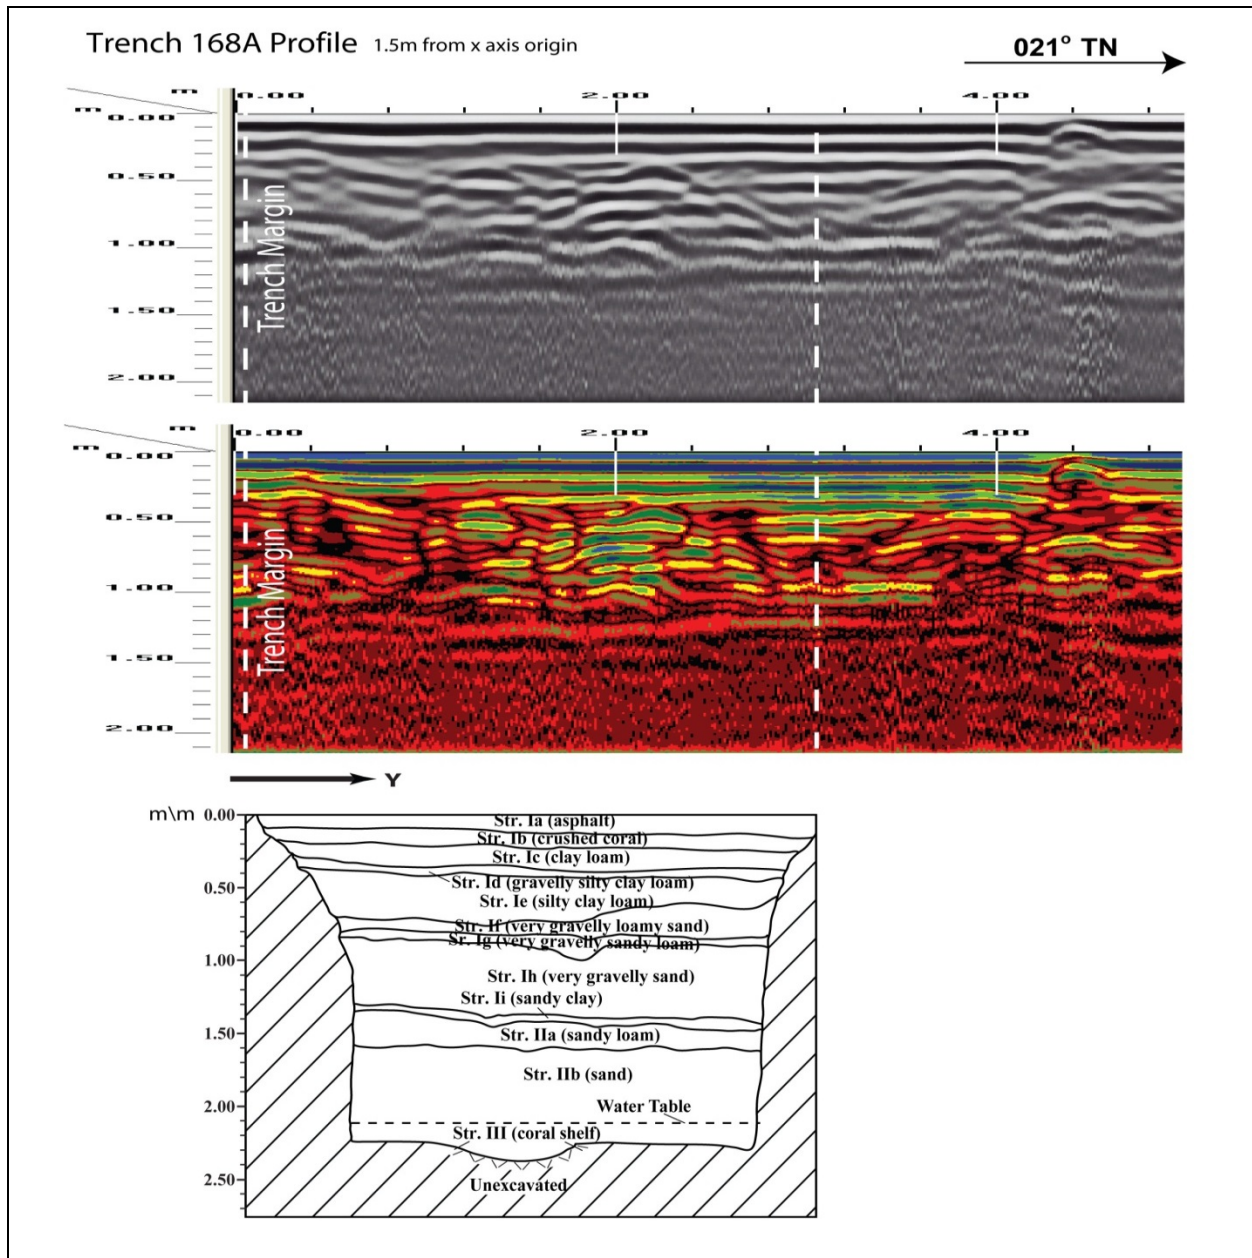 Trench 168A Profile 1.5m from x axis origin
021° TN
m 0.00 2.00 4.00
m 0.00
0.50
1.00
1.50
2.00
Trench Margin
m 0.00 2.00 4.00
m 0.00
0.50
1.00
1.50
2.00
Trench Margin
Y
m\m 0.00
Str. Ia (asphalt)
Str. Ib (crushed coral)
Str. Ic (clay loam)
0.50
Str. Id (gravelly silty clay loam)
Str. Ie (silty clay loam)
Str. If (very gravelly loamy sand)
Sr. Ig (very gravelly sandy loam)
1.00
Str. Ih (very gravelly sand)
Str. Ii (sandy clay)
1.50
Str. IIa (sandy loam)
Str. IIb (sand)
2.00
Water Table
Str. III (coral shelf)
2.50
Unexcavated